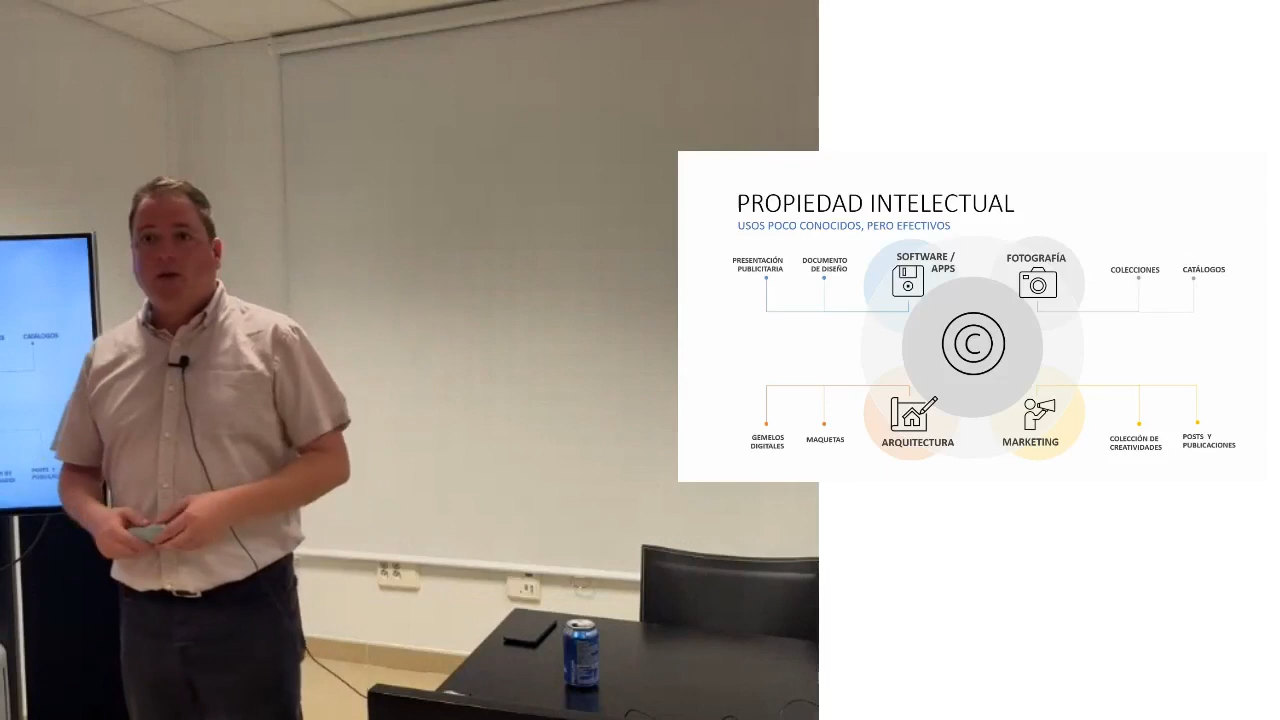 PROPIEDAD INTELECTUAL
USOS POCO CONOCIDOS, PERO EFECTIVOS
PRESENTACIÓN
PUBLICITARIA
DOCUMENTO
DE DISEÑO
SOFTWARE /
APPS
FOTOGRAFÍA
COLECCIONES
CATÁLOGOS
C
GEMELOS
DIGITALES
MAQUETAS
ARQUITECTURA
MARKETING
COLECCIÓN DE
CREATIVIDADES
POSTS Y
PUBLICACIONES
CATÁLOGOS